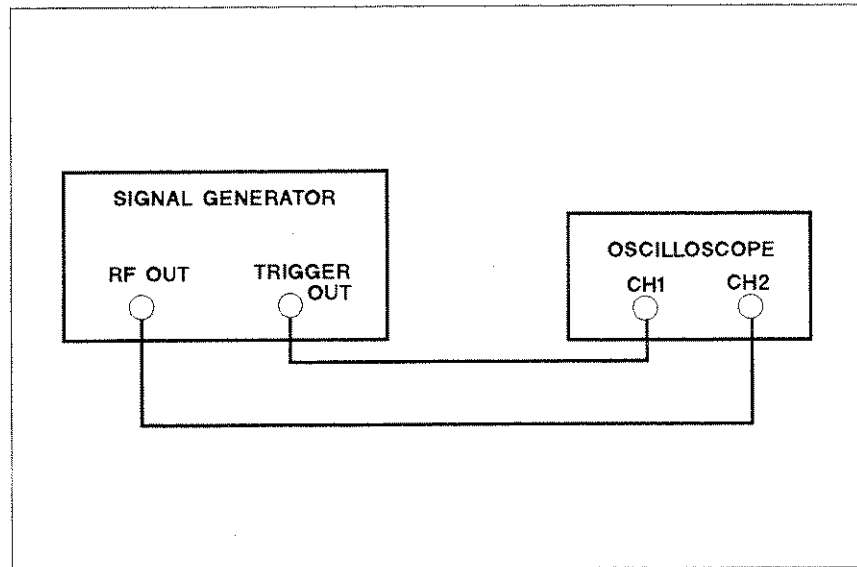 SIGNAL GENERATOR
RF OUT
TRIGGER
OUT
OSCILLOSCOPE
CH1
CH2